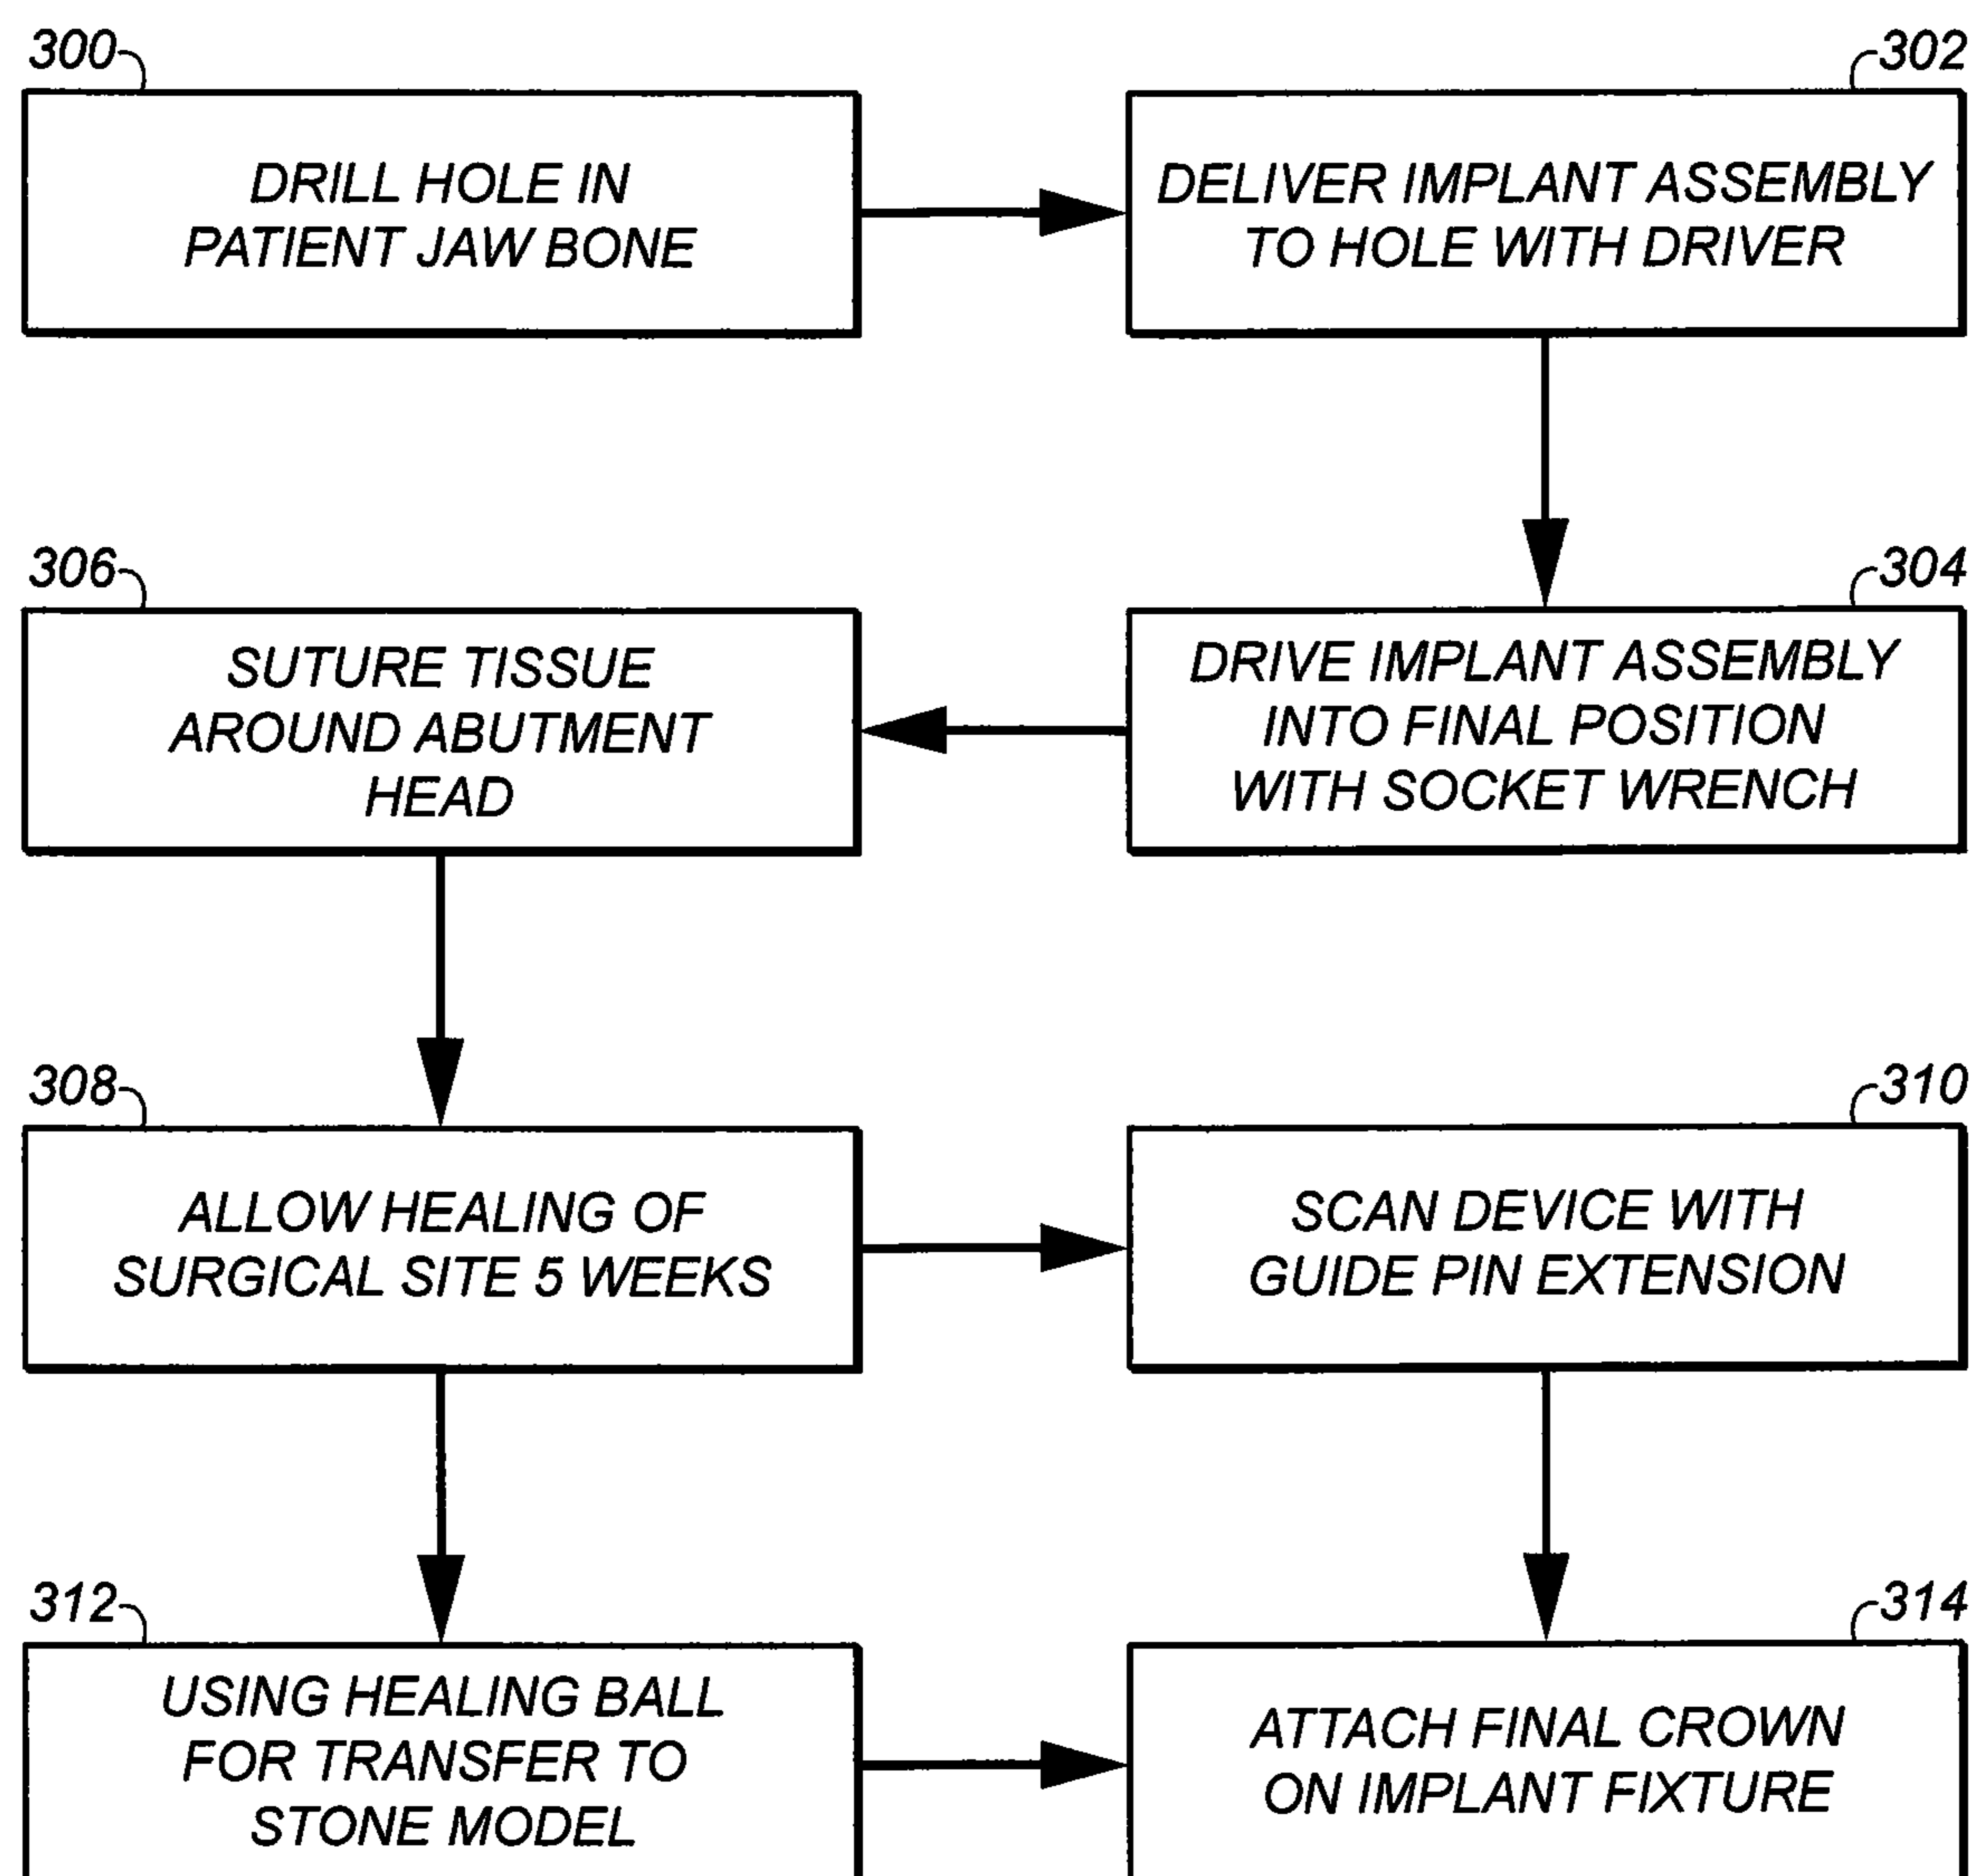 300
DRILL HOLE IN
PATIENT JAW BONE
302
DELIVER IMPLANT ASSEMBLY
TO HOLE WITH DRIVER
304
DRIVE IMPLANT ASSEMBLY
INTO FINAL POSITION
WITH SOCKET WRENCH
306
SUTURE TISSUE
AROUND ABUTMENT
HEAD
308
ALLOW HEALING OF
SURGICAL SITE 5 WEEKS
310
SCAN DEVICE WITH
GUIDE PIN EXTENSION
312
USING HEALING BALL
FOR TRANSFER TO
STONE MODEL
314
ATTACH FINAL CROWN
ON IMPLANT FIXTURE